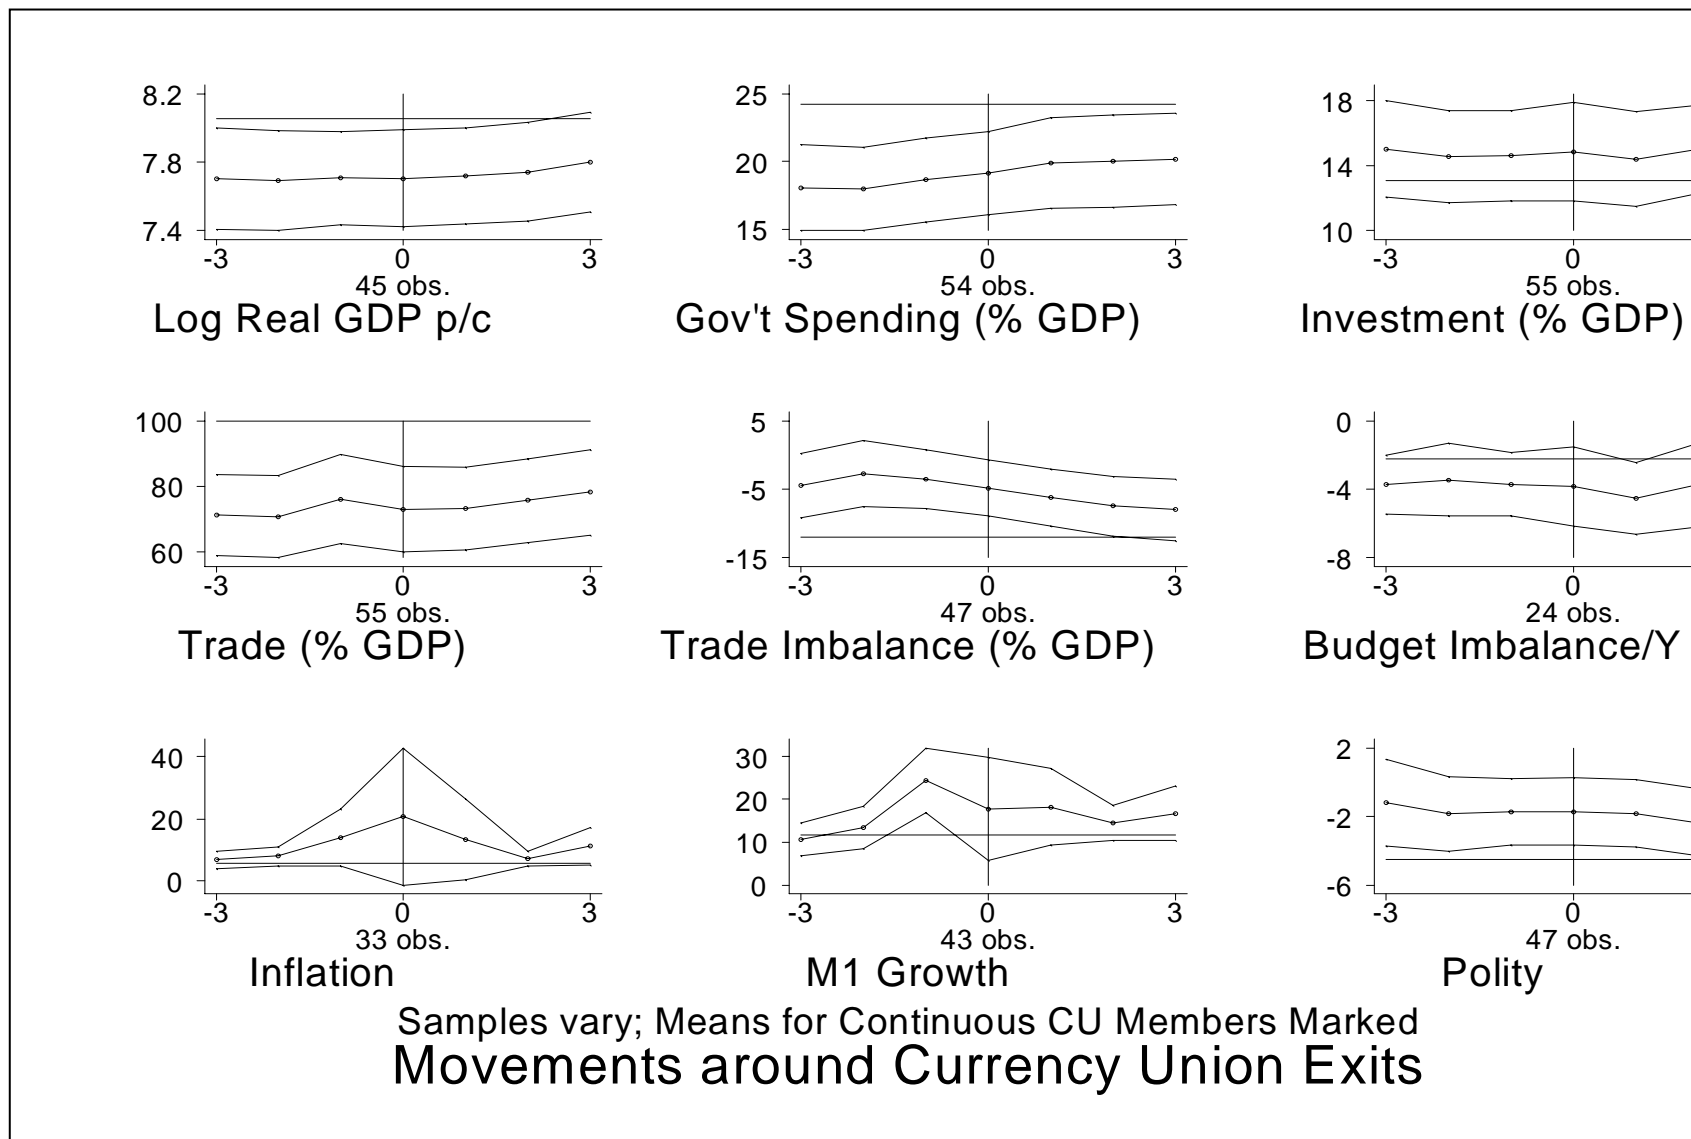 8.2
7.8
7.4
-3 0 3
45 obs.
Log Real GDP p/c
25
20
15
-3 0 3
54 obs.
Gov't Spending (% GDP)
18
14
10
-3 0
55 obs.
Investment (% GDP)
100
80
60
-3 0 3
55 obs.
Trade (% GDP)
5
-5
-15
-3 0 3
47 obs.
Trade Imbalance (% GDP)
0
-4
-8
-3 0
24 obs.
Budget Imbalance/Y
40
20
0
-3 0 3
33 obs.
Inflation
30
20
10
0
-3 0 3
43 obs.
M1 Growth
2
-2
-6
-3 0
47 obs.
Polity
Samples vary; Means for Continuous CU Members Marked
Movements around Currency Union Exits